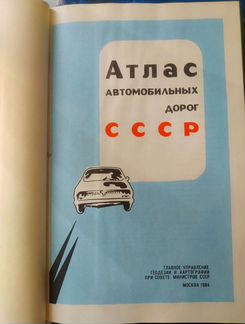 Атлас
АВТОМОБИЛЬНЫХ
ДОРОГ
СССР
ГЛАВНОЕ УПРАВЛЕНИЕ
ГЕОДЕЗИИ И КАРТОГРАФИИ
ПРИ СОВЕТЕ МИНИСТРОВ СССР
МОСКВА 1984